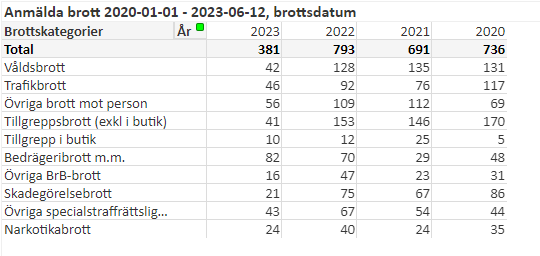 Anmälda brott 2020-01-01 - 2023-06-12, brottsdatum
Brottskategorier År 2023 2022 2021 2020
Total 381 793 691 736
Våldsbrott 42 128 135 131
Trafikbrott 46 92 76 117
Övriga brott mot person 56 109 112 69
Tillgreppsbrott (exkl i butik) 41 153 146 170
Tillgrepp i butik 10 12 25 5
Bedrägeribrott m.m. 82 70 29 48
Övriga BrB-brott 16 47 23 31
Skadegörelsebrott 21 75 67 86
Övriga specialstraffrättslig... 43 67 54 44
Narkotikabrott 24 40 24 35